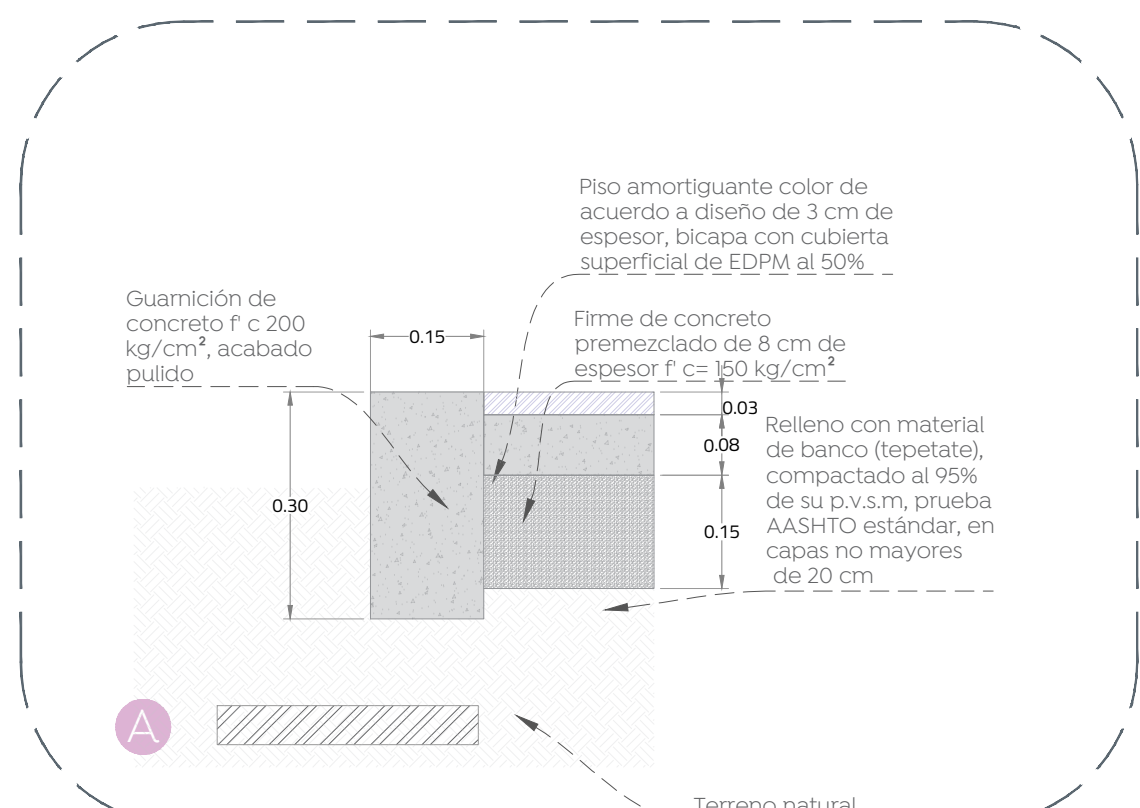 Piso amortiguante color de
acuerdo a diseño de 3 cm de
espesor, bicapa con cubierta
superficial de EDPM al 50%
Guarnición de
concreto f' c 200
kg/cm², acabado
pulido
Firme de concreto
premezclado de 8 cm de
espesor f' c= 150 kg/cm²
0.15
0.03
0.08
0.15
0.30
Relleno con material
de banco (tepetate),
compactado al 95%
de su p.v.s.m, prueba
AASHTO estándar, en
capas no mayores
de 20 cm
A
Terreno natural